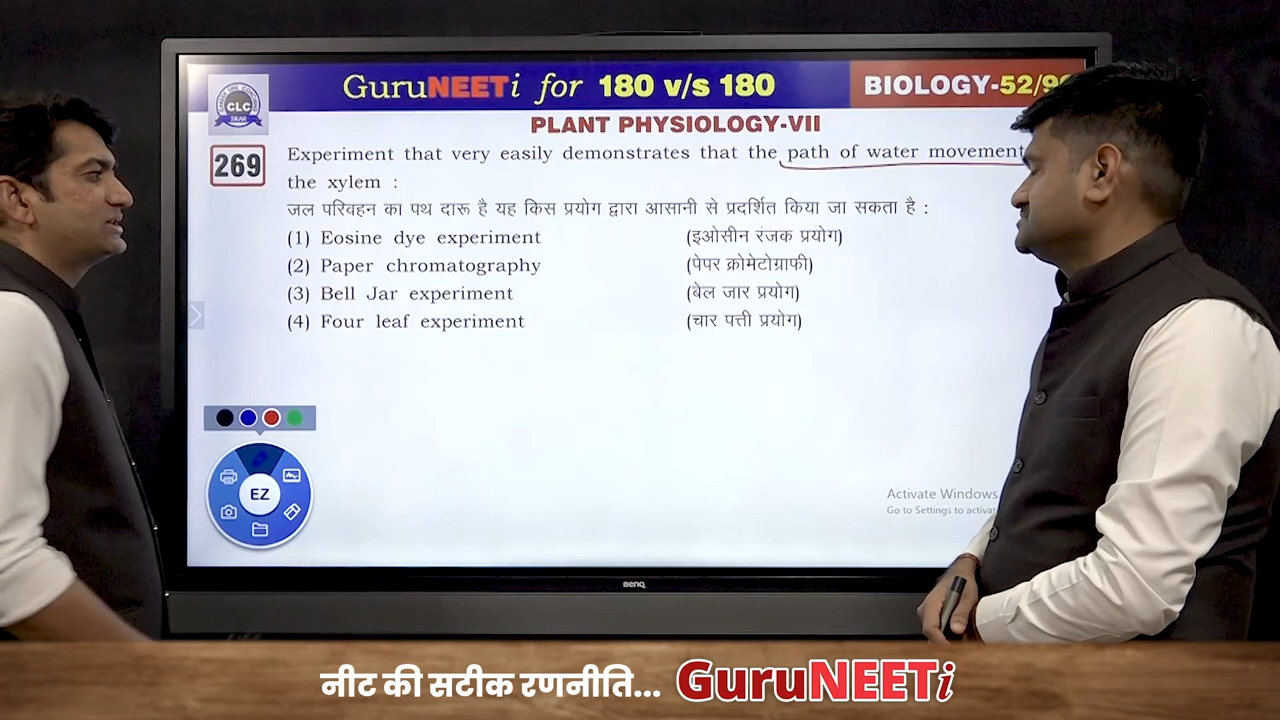 GuruNEETi for 180 v/s 180
BIOLOGY-52/9
CLC
SIKAR
PLANT PHYSIOLOGY-VII
269
Experiment that very easily demonstrates that the path of water movement
the xylem :
जल परिवहन का पथ दारू है यह किस प्रयोग द्वारा आसानी से प्रदर्शित किया जा सकता है :
(1) Eosine dye experiment (इओसीन रंजक प्रयोग)
(2) Paper chromatography (पेपर क्रोमेटोग्राफी)
(3) Bell Jar experiment (बेल जार प्रयोग)
(4) Four leaf experiment (चार पत्ती प्रयोग)
EZ
Activate Windows
Go to Settings to activat
BenQ
नीट की सटीक रणनीति... GuruNEETi